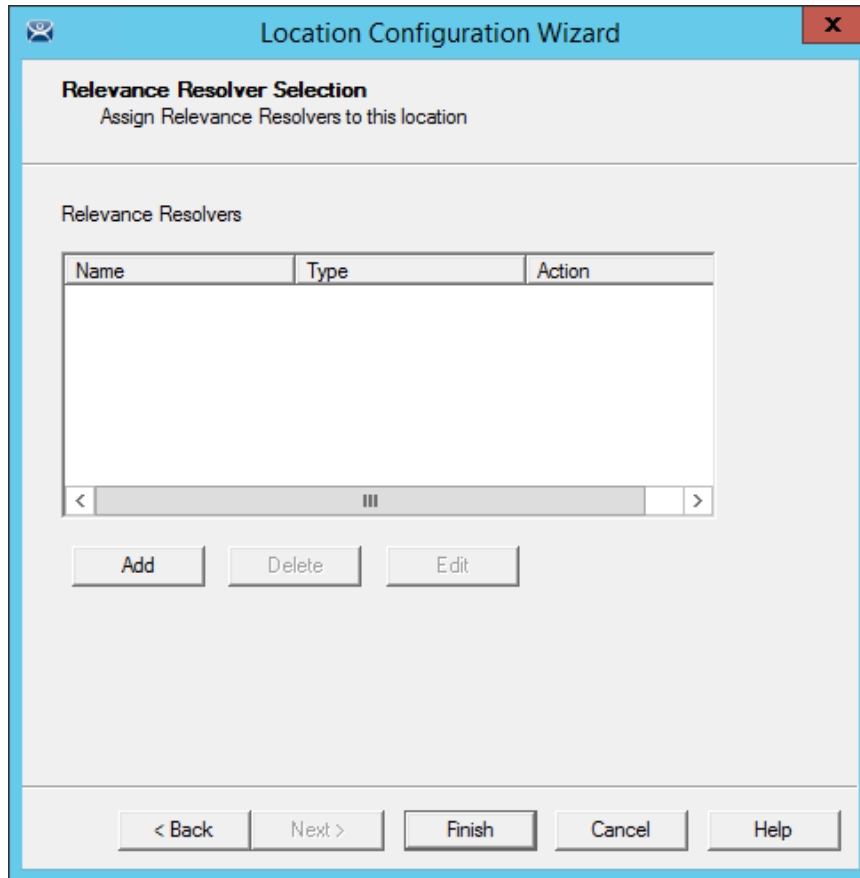 Location Configuration Wizard
x
Relevance Resolver Selection
Assign Relevance Resolvers to this location
Relevance Resolvers
Name Type Action
Add Delete Edit
< Back Next > Finish Cancel Help